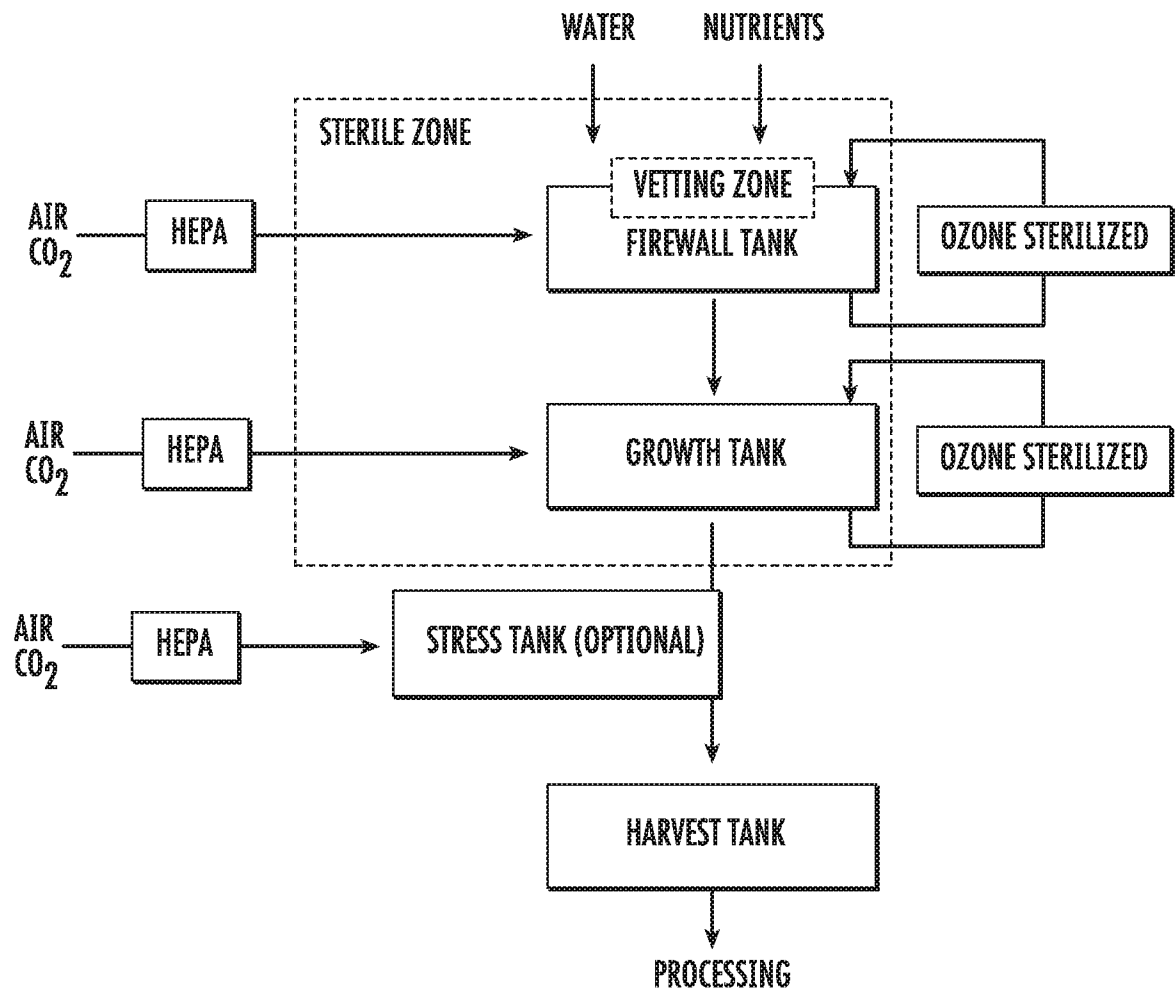 WATER
NUTRIENTS
STERILE ZONE
VETTING ZONE
AIR
CO2
HEPA
FIREWALL TANK
OZONE STERILIZED
AIR
CO2
HEPA
GROWTH TANK
OZONE STERILIZED
AIR
CO2
HEPA
STRESS TANK (OPTIONAL)
HARVEST TANK
PROCESSING